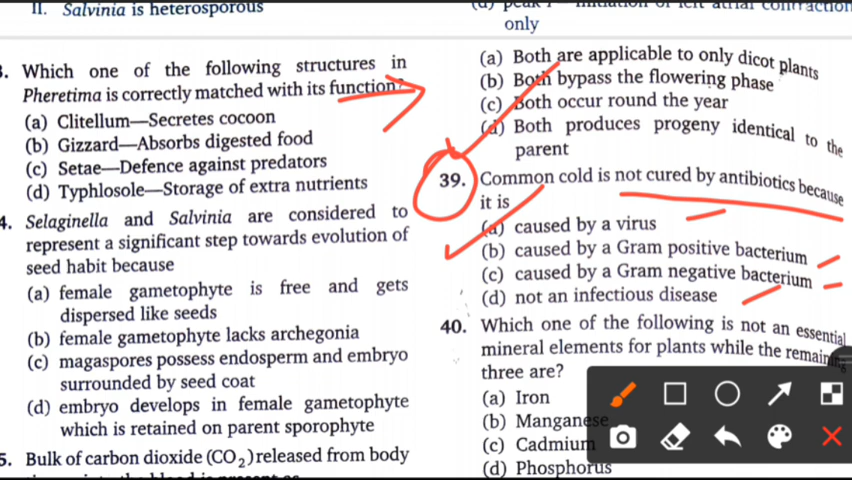 II. Salvinia is heterosporous
3. Which one of the following structures in
Pheretima is correctly matched with its function?
(a) Clitellum—Secretes cocoon
(b) Gizzard—Absorbs digested food
(c) Setae—Defence against predators
(d) Typhlosole—Storage of extra nutrients
4. Selaginella and Salvinia are considered to
represent a significant step towards evolution of
seed habit because
(a) female gametophyte is free and gets
dispersed like seeds
(b) female gametophyte lacks archegonia
(c) magaspores possess endosperm and embryo
surrounded by seed coat
(d) embryo develops in female gametophyte
which is retained on parent sporophyte
5. Bulk of carbon dioxide (CO₂) released from body
only
(a) Both are applicable to only dicot plants
(b) Both bypass the flowering phase
(c) Both occur round the year
(d) Both produces progeny identical to the
parent
39. Common cold is not cured by antibiotics because
it is
(a) caused by a virus
(b) caused by a Gram positive bacterium
(c) caused by a Gram negative bacterium
(d) not an infectious disease
40. Which one of the following is not an essential
mineral elements for plants while the remaining
three are?
(a) Iron
(b) Manganese
(c) Cadmium
(d) Phosphorus